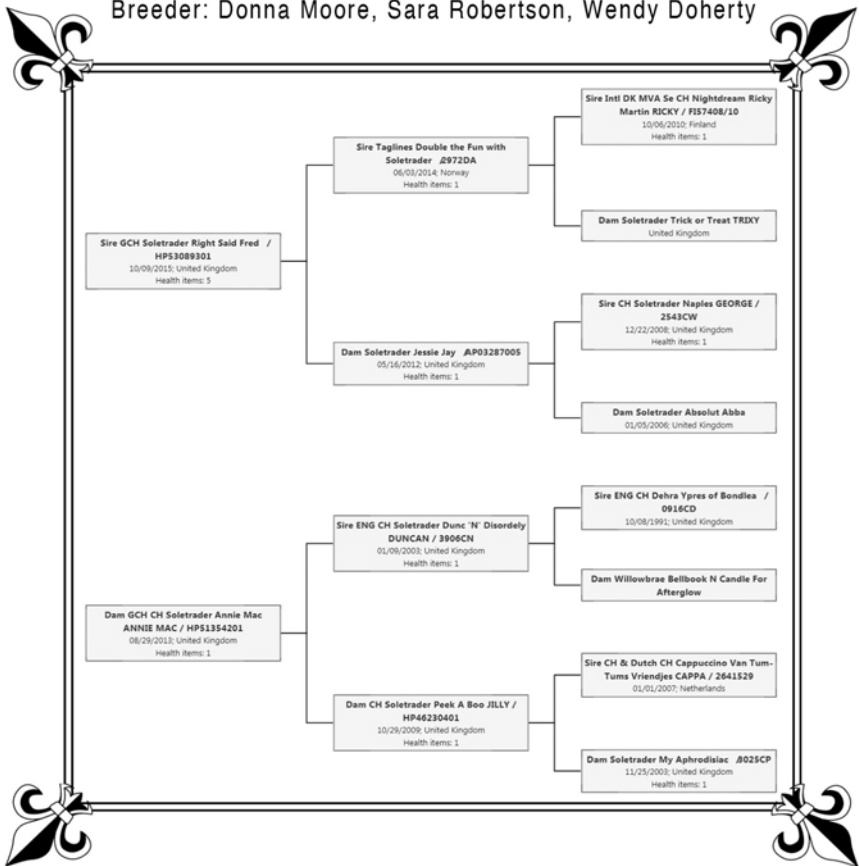 Breeder: Donna Moore, Sara Robertson, Wendy Doherty
Sire Intl DK MVA Se CH Nightdream Ricky
Martin RICKY / FI57408/10
10/06/2010; Finland
Health items: 1
Sire Taglines Double the Fun with
Soletrader /2972DA
06/03/2014; Norway
Health items: 1
Dam Soletrader Trick or Treat TRIXY
United Kingdom
Sire GCH Soletrader Right Said Fred /
HP53089301
10/09/2015; United Kingdom
Health items: 5
Sire CH Soletrader Naples GEORGE /
2543CW
12/22/2008; United Kingdom
Health items: 1
Dam Soletrader Jessie Jay /AP03287005
05/16/2012; United Kingdom
Health items: 1
Dam Soletrader Absolut Abba
01/05/2006; United Kingdom
Sire ENG CH Dehra Ypres of Bondlea /
0916CD
10/08/1991; United Kingdom
Sire ENG CH Soletrader Dunc 'N' Disordely
DUNCAN / 3906CN
01/09/2003; United Kingdom
Health items: 1
Dam Willowbrae Bellbook N Candle For
Afterglow
Dam GCH CH Soletrader Annie Mac
ANNIE MAC / HP51354201
08/29/2013; United Kingdom
Health items: 1
Sire CH & Dutch CH Cappuccino Van Tum-
Tums Vriendjes CAPPA / 2641529
01/01/2007; Netherlands
Dam CH Soletrader Peek A Boo JILLY /
HP46230401
10/29/2009; United Kingdom
Health items: 1
Dam Soletrader My Aphrodisiac /3025CP
11/25/2003; United Kingdom
Health items: 1